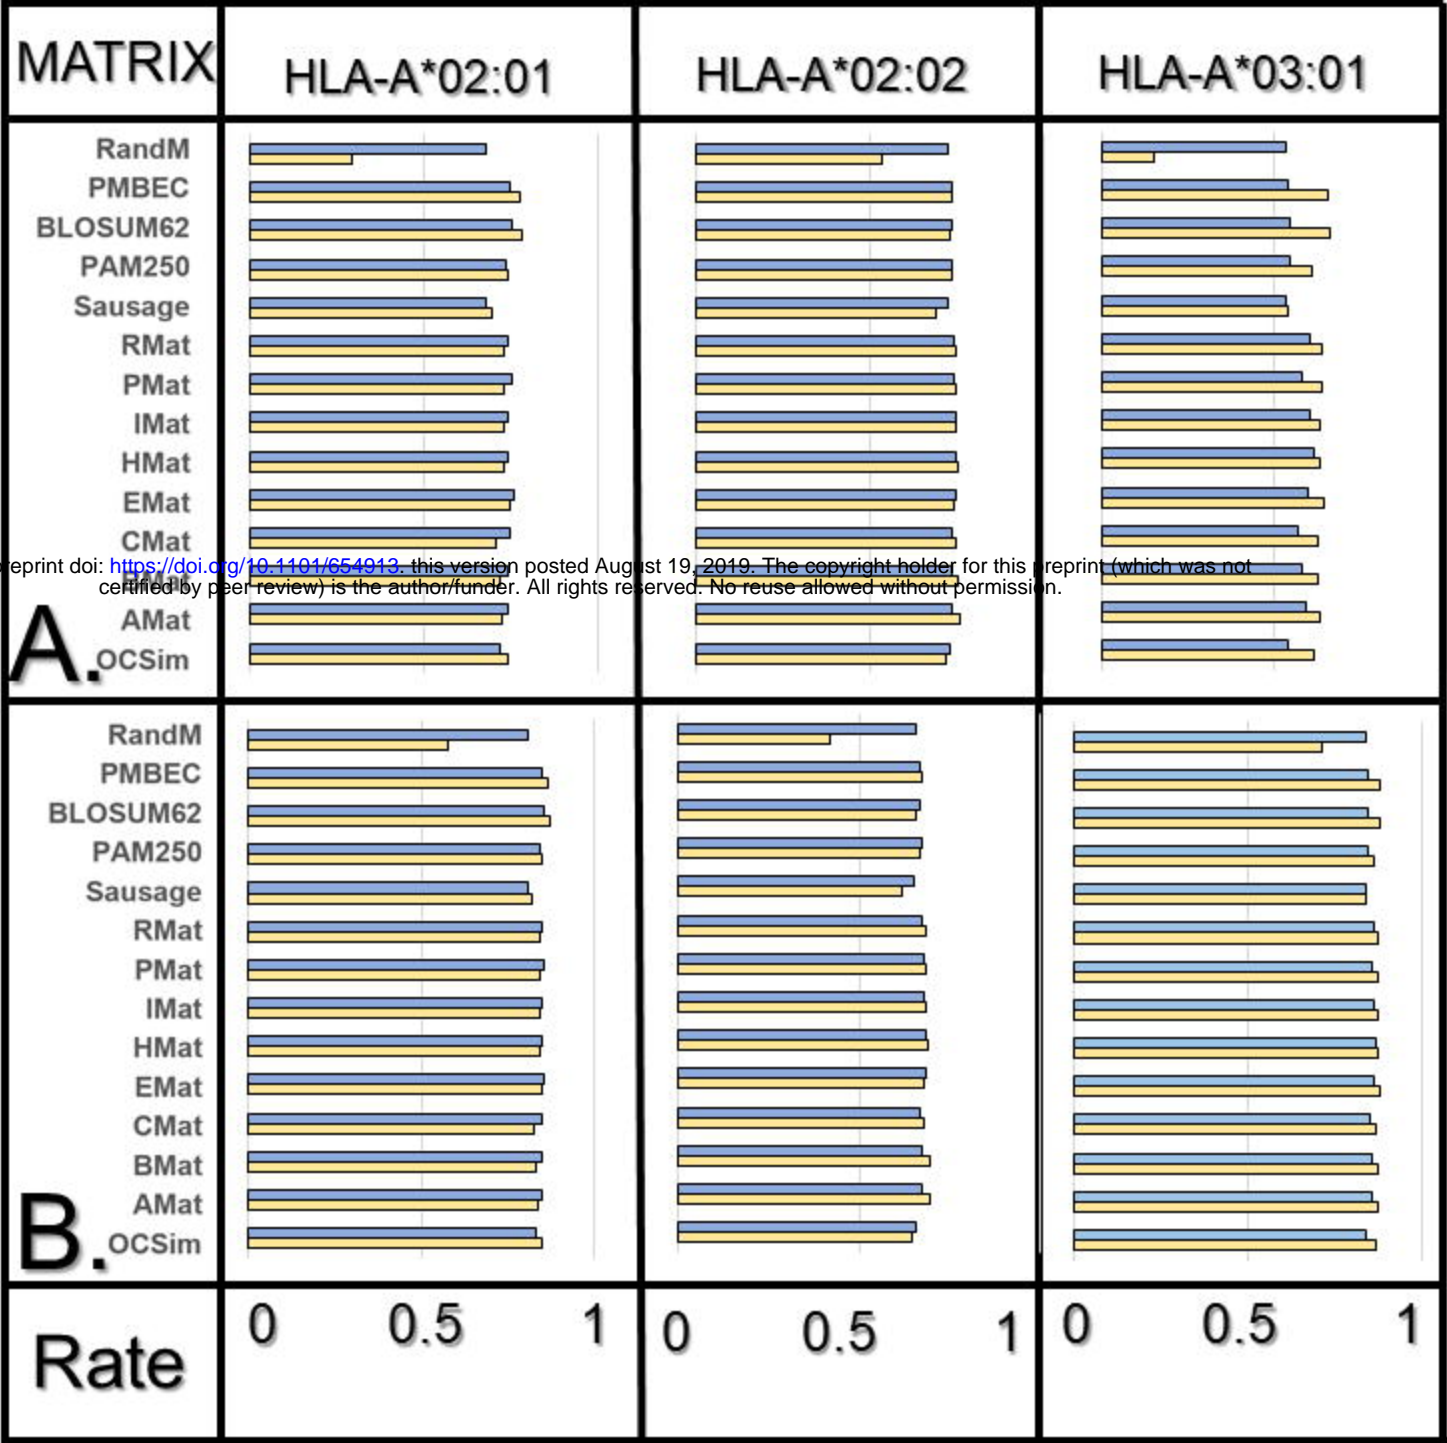 MATRIX HLA-A*02:01 HLA-A*02:02 HLA-A*03:01
RandM
PMBEC
BLOSUM62
PAM250
Sausage
RMat
PMat
IMat
HMat
EMat
CMat
reprint doi: https://doi.org/10.1101/654913. this version posted August 19, 2019. The copyright holder for this preprint (which was not
BMat
certified by peer review) is the author/funder. All rights reserved. No reuse allowed without permission.
AMat
A.
OCSim
RandM
PMBEC
BLOSUM62
PAM250
Sausage
RMat
PMat
IMat
HMat
EMat
CMat
BMat
AMat
B.
OCSim
Rate 0 0.5 1 0 0.5 1 0 0.5 1